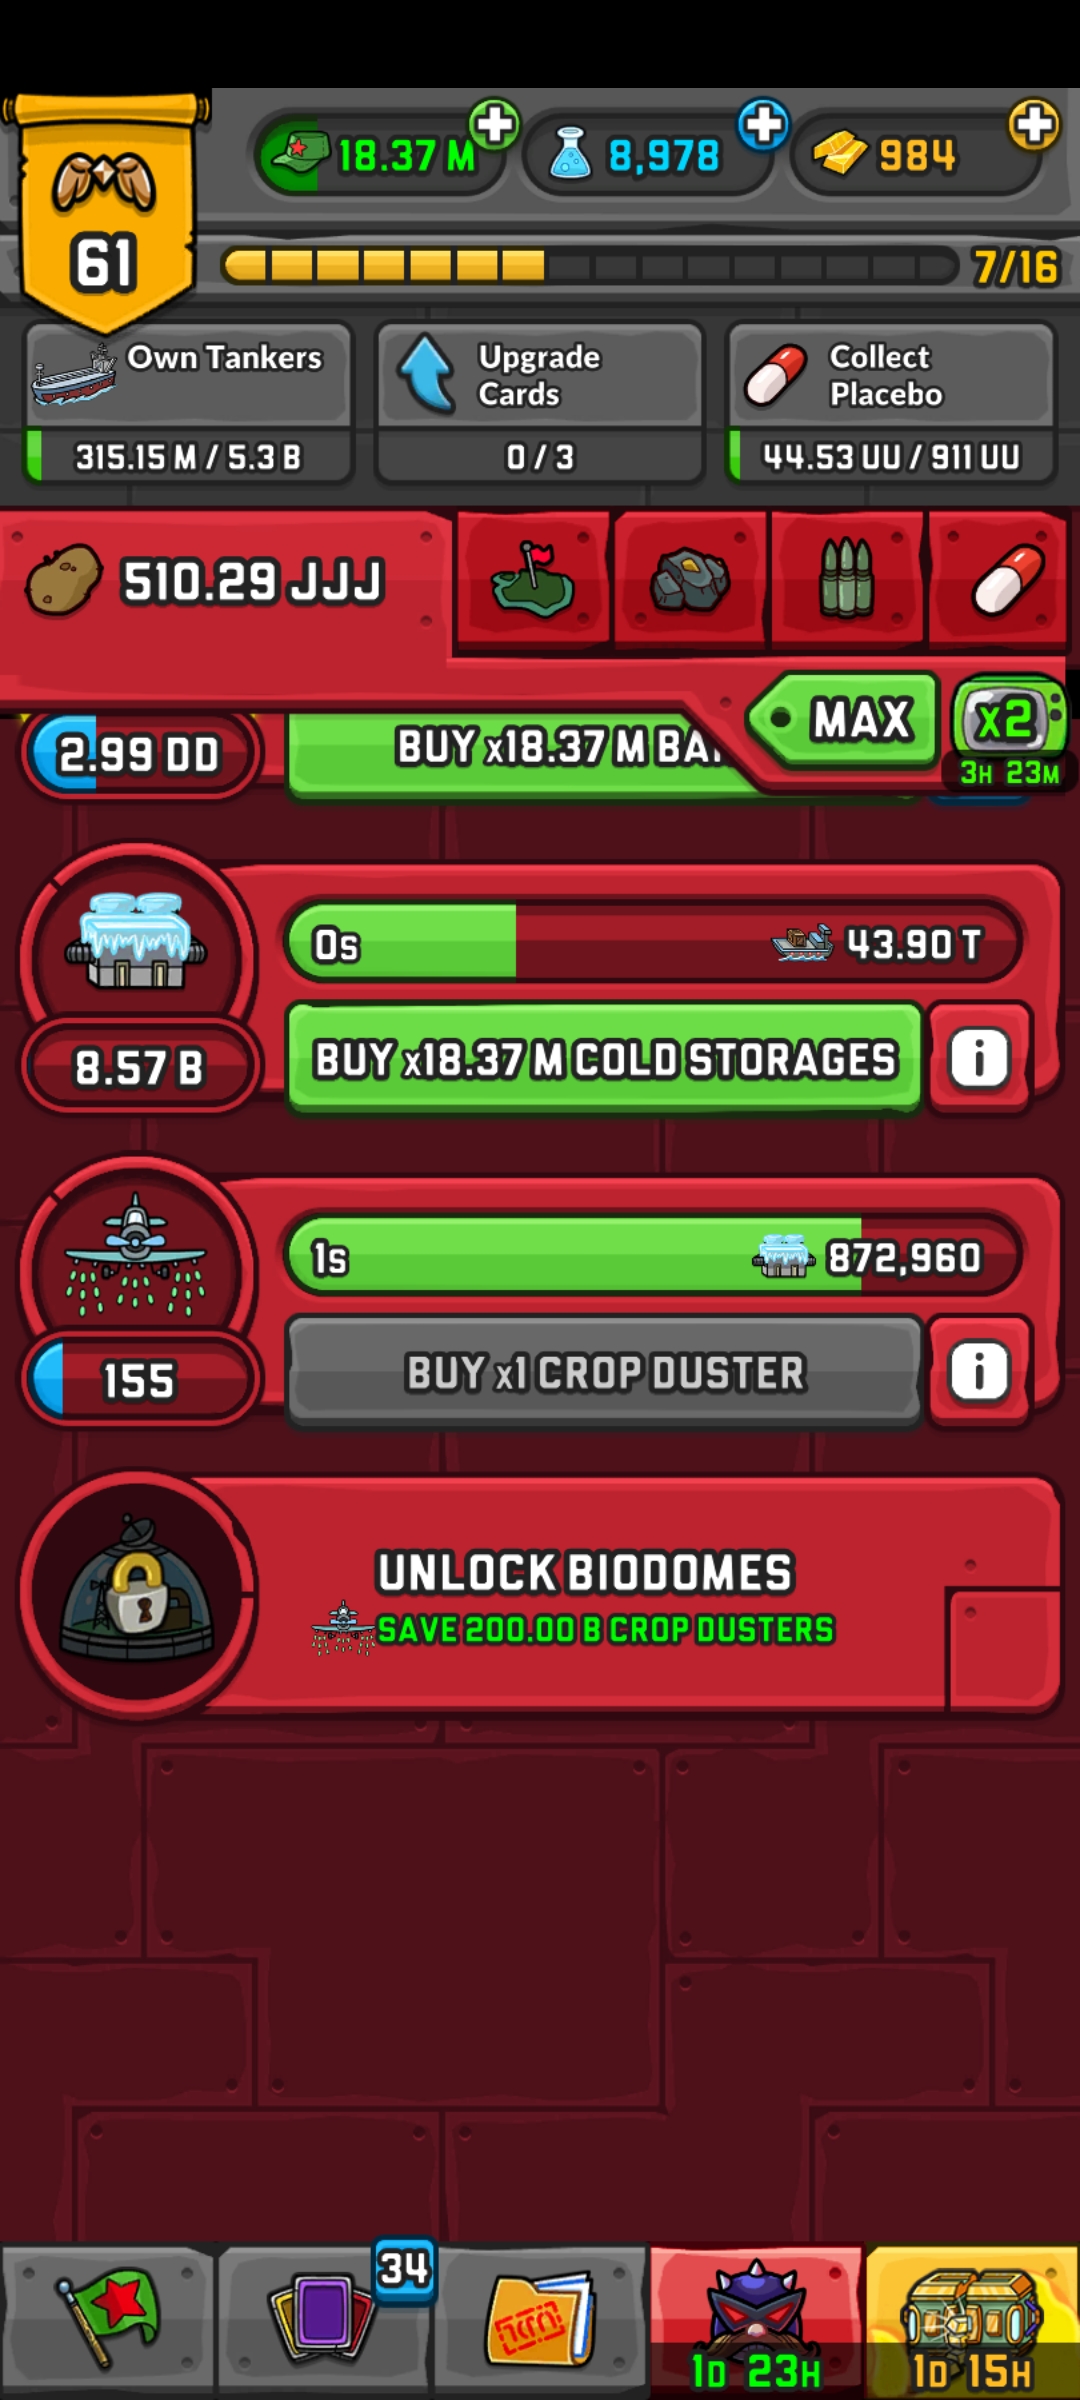 18.37 M
8,978
984
61
7/16
Own Tankers
315.15 M / 5.3 B
Upgrade
Cards
0 / 3
Collect
Placebo
44.53 UU / 911 UU
510.29 JJJ
MAX
x2
3H 23M
2.99 DD
BUY x18.37 M
0s
43.90 T
8.57 B
BUY x18.37 M COLD STORAGES
i
1s
872,960
155
BUY x1 CROP DUSTER
i
UNLOCK BIODOMES
SAVE 200.00 B CROP DUSTERS
34
1D 23H
1D 15H